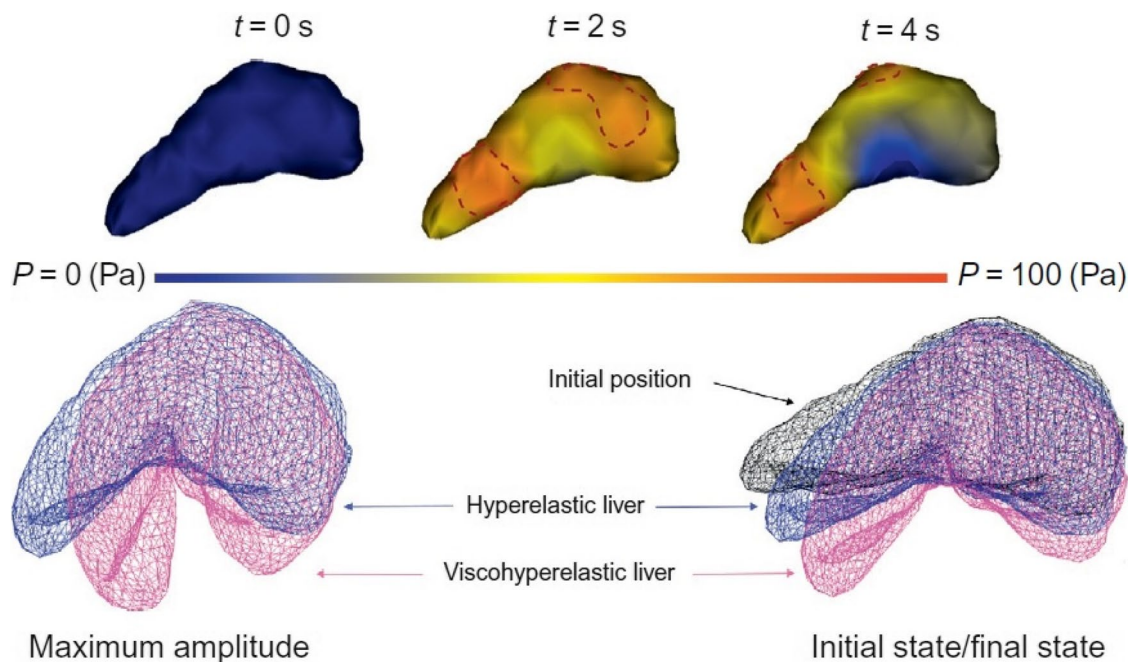 t = 0 s
t = 2 s
t = 4 s
P = 0 (Pa)
P = 100 (Pa)
Initial position
Hyperelastic liver
Viscohyperelastic liver
Maximum amplitude
Initial state/final state